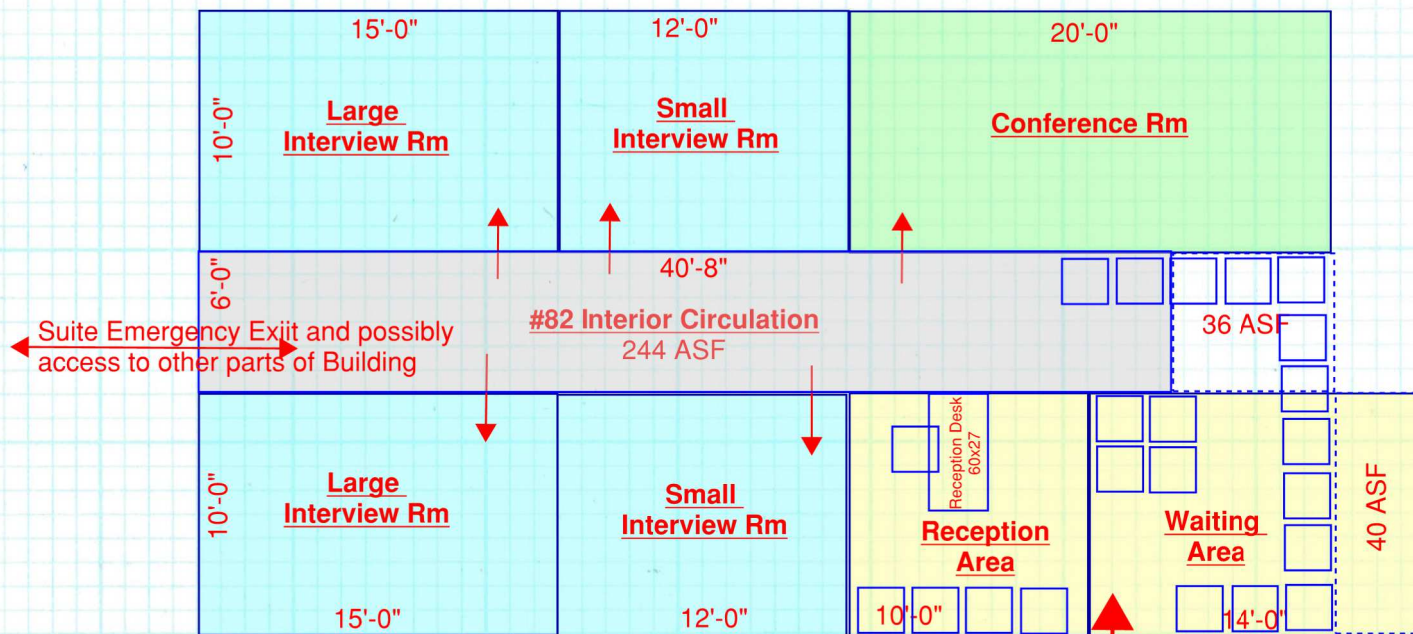 15'-0"
12'-0"
20'-0"
10'-0"
Large
Interview Rm
Small
Interview Rm
Conference Rm
6'-0"
40'-8"
#82 Interior Circulation
244 ASF
36 ASF
Suite Emergency Exiit and possibly
access to other parts of Building
10'-0"
Large
Interview Rm
Small
Interview Rm
Reception Desk
60x27
Reception
Area
Waiting
Area
40 ASF
15'-0"
12'-0"
10'-0"
14'-0"